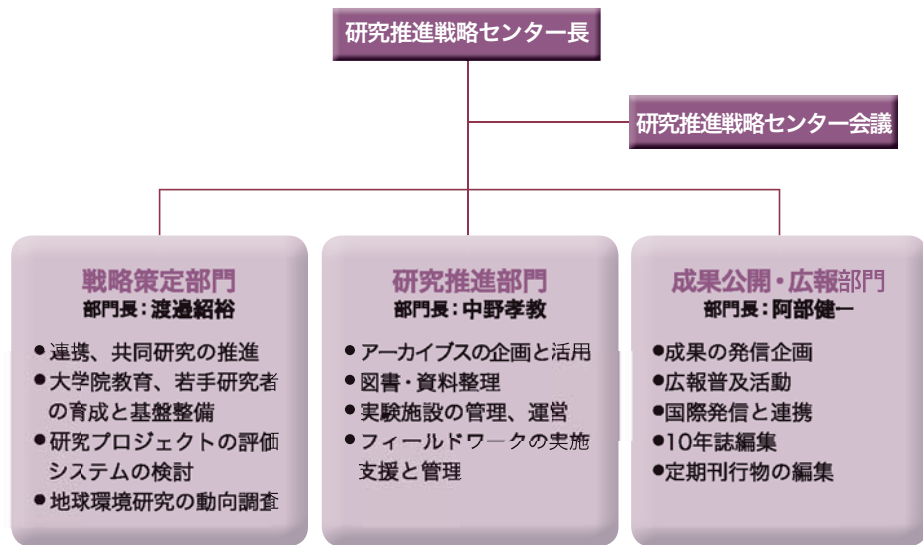 研究推進戦略センター長
研究推進戦略センター会議
戦略策定部門
部門長：渡邉紹裕
●連携、共同研究の推進
●大学院教育、若手研究者
の育成と基盤整備
●研究プロジェクトの評価
システムの検討
●地球環境研究の動向調査
研究推進部門
部門長：中野孝教
●アーカイブスの企画と活用
●図書・資料整理
●実験施設の管理、運営
●フィールドワークの実施
支援と管理
成果公開・広報部門
部門長：阿部健一
●成果の発信企画
●広報普及活動
●国際発信と連携
●10年誌編集
●定期刊行物の編集